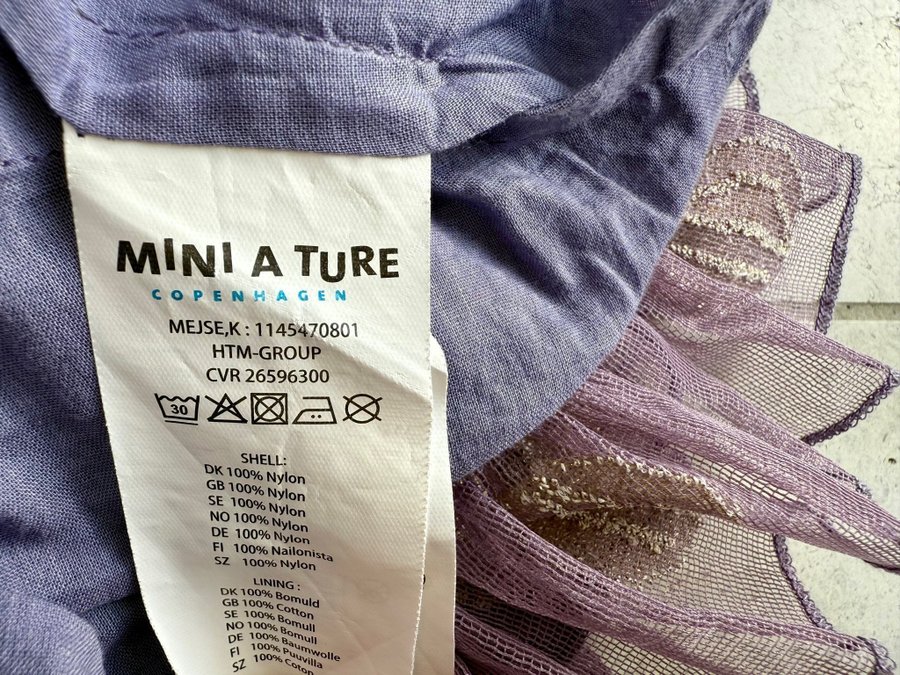 MINI A TURE
COPENHAGEN
MEJSE,K : 1145470801
HTM-GROUP
CVR 26596300
30
SHELL:
DK 100% Nylon
GB 100% Nylon
SE 100% Nylon
NO 100% Nylon
DE 100% Nylon
FI 100% Nailonista
SZ 100% Nylon
LINING :
DK 100% Bomuld
GB 100% Cotton
SE 100% Bomull
NO 100% Bomull
DE 100% Baumwolle
FI 100% Puuvilla
SZ 100% Coton